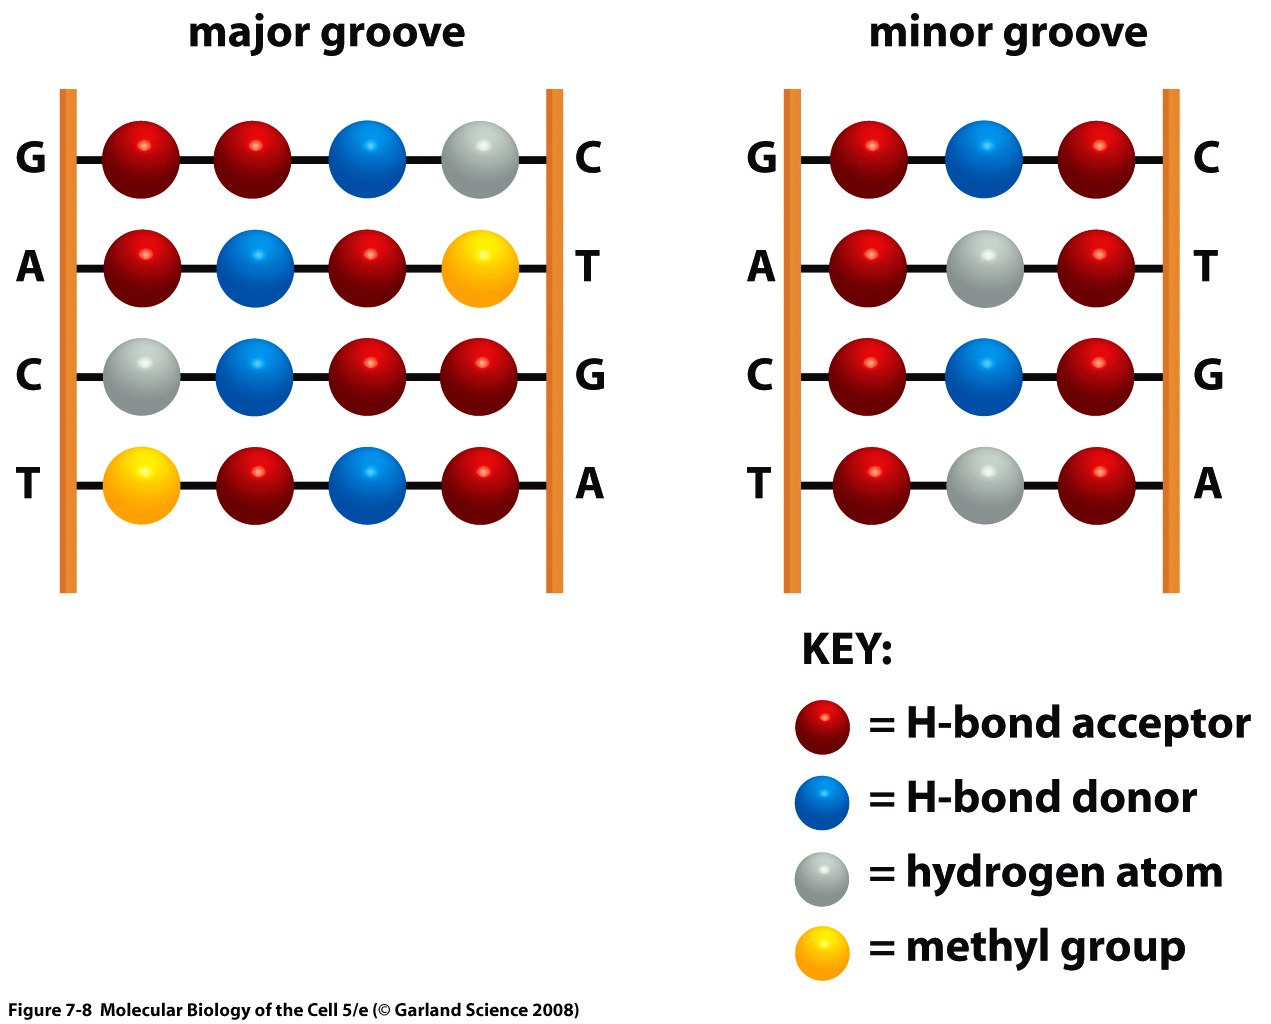 major groove
minor groove
G C
A T
C G
T A
G C
A T
C G
T A
KEY:
= H-bond acceptor
= H-bond donor
= hydrogen atom
= methyl group
Figure 7-8 Molecular Biology of the Cell 5/e (© Garland Science 2008)